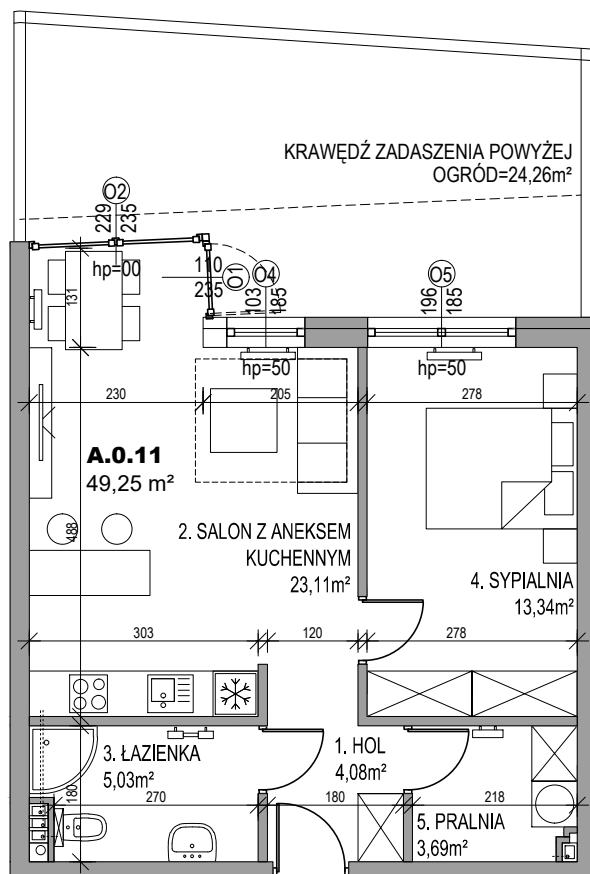 KRAWĘDŹ ZADASZENIA POWYŻEJ
OGRÓD=24,26m²
O2
229
235
hp=00
110
235
O1
O4
103
185
hp=50
O5
196
185
hp=50
131
230
205
278
A.0.11
49,25 m²
488
2. SALON Z ANEKSEM
KUCHENNYM
23,11m²
4. SYPIALNIA
13,34m²
303
120
278
3. ŁAZIENKA
5,03m²
1. HOL
4,08m²
180
270
180
218
5. PRALNIA
3,69m²